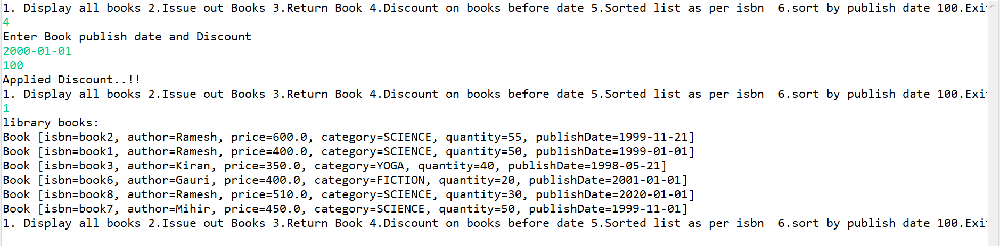 1. Display all books 2.Issue out Books 3.Return Book 4.Discount on books before date 5.Sorted list as per isbn  6.sort by publish date 100.Exi
4
Enter Book publish date and Discount
2000-01-01
100
Applied Discount..!!
1. Display all books 2.Issue out Books 3.Return Book 4.Discount on books before date 5.Sorted list as per isbn  6.sort by publish date 100.Exi
1
library books:
Book [isbn=book2, author=Ramesh, price=600.0, category=SCIENCE, quantity=55, publishDate=1999-11-21]
Book [isbn=book1, author=Ramesh, price=400.0, category=SCIENCE, quantity=50, publishDate=1999-01-01]
Book [isbn=book3, author=Kiran, price=350.0, category=YOGA, quantity=40, publishDate=1998-05-21]
Book [isbn=book6, author=Gauri, price=400.0, category=FICTION, quantity=20, publishDate=2001-01-01]
Book [isbn=book8, author=Ramesh, price=510.0, category=SCIENCE, quantity=30, publishDate=2020-01-01]
Book [isbn=book7, author=Mihir, price=450.0, category=SCIENCE, quantity=50, publishDate=1999-11-01]
1. Display all books 2.Issue out Books 3.Return Book 4.Discount on books before date 5.Sorted list as per isbn  6.sort by publish date 100.Exi